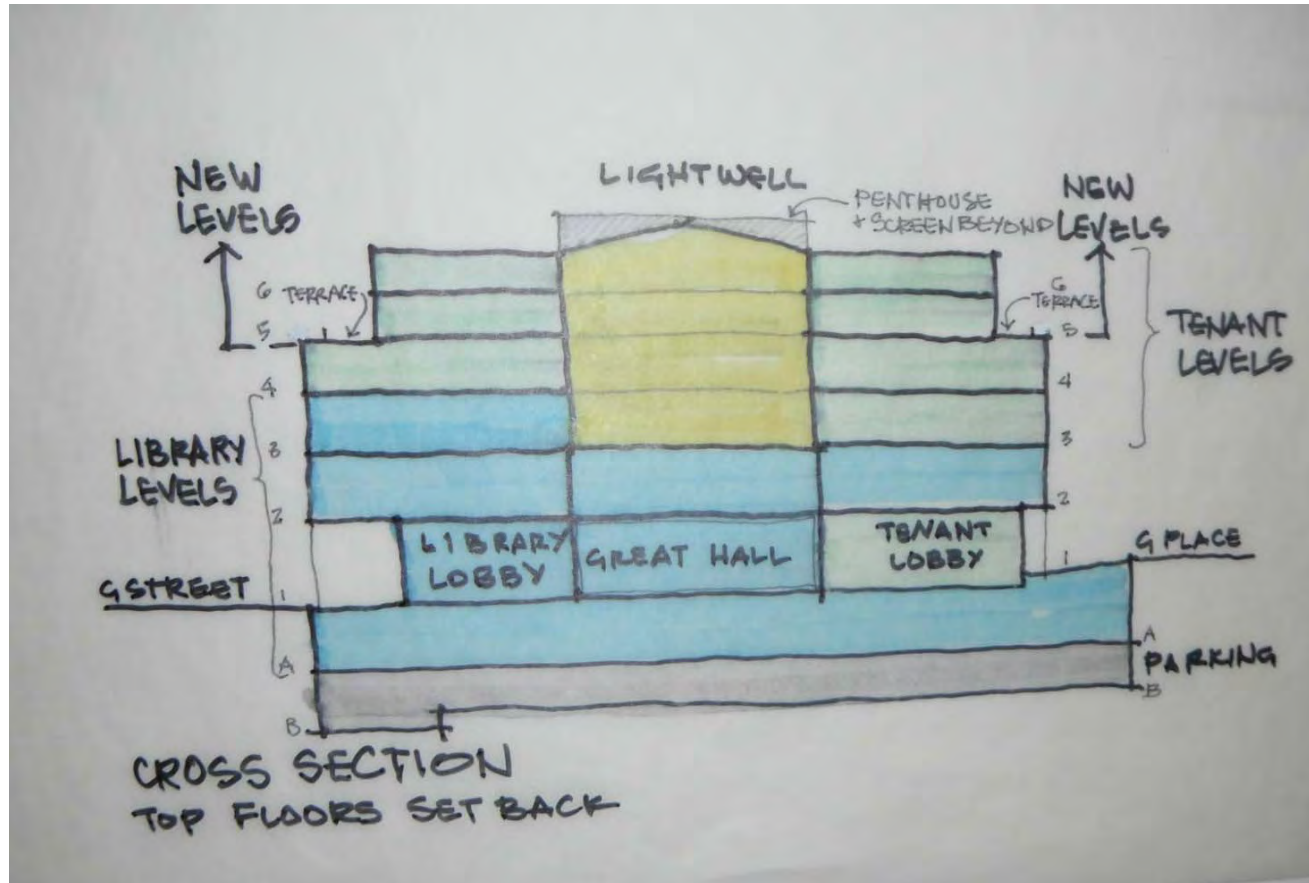 NEW
LEVELS
LIGHTWELL
PENTHOUSE
+ SCREEN BEYOND
NEW
LEVELS
6 TERRACE
5
4
3
2
1
A
B
LIBRARY
LEVELS
G STREET
LIBRARY
LOBBY
GREAT HALL
TENANT
LOBBY
6
TERRACE
5
4
3
2
1
A
B
TENANT
LEVELS
G PLACE
PARKING
CROSS SECTION
TOP FLOORS SET BACK